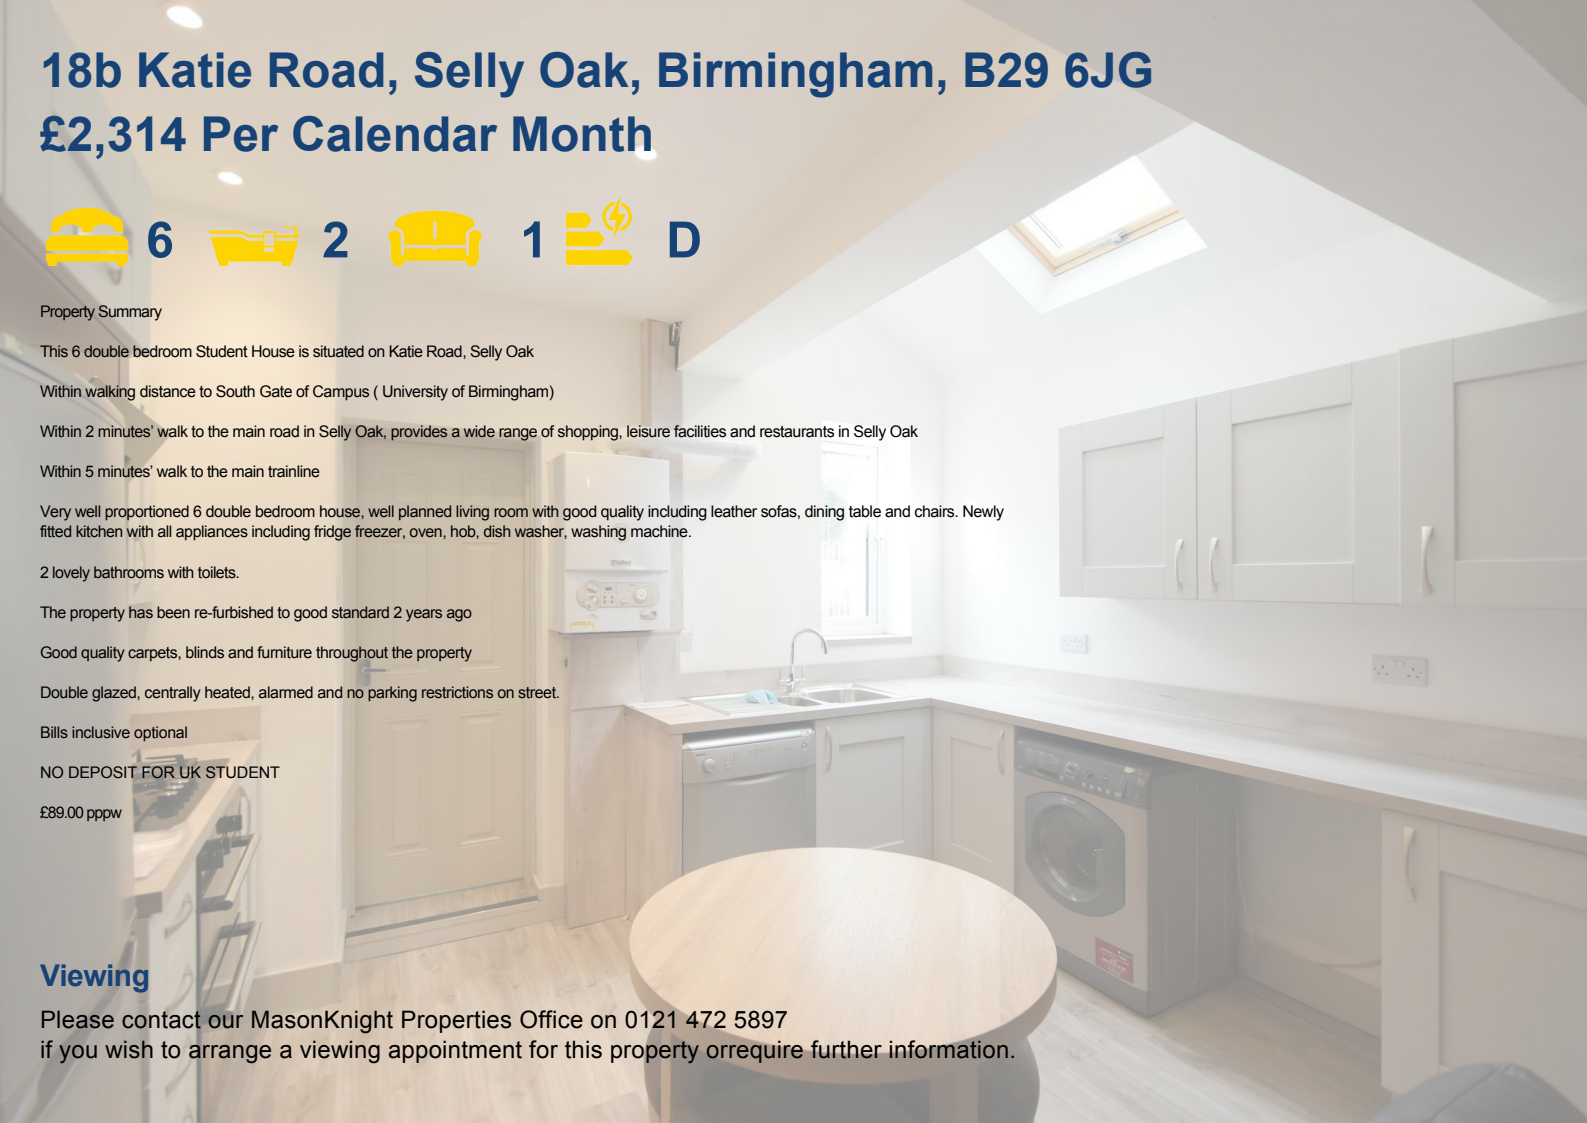 18b Katie Road, Selly Oak, Birmingham, B29 6JG
£2,314 Per Calendar Month
6 2 1 D
Property Summary
This 6 double bedroom Student House is situated on Katie Road, Selly Oak
Within walking distance to South Gate of Campus ( University of Birmingham)
Within 2 minutes’ walk to the main road in Selly Oak, provides a wide range of shopping, leisure facilities and restaurants in Selly Oak
Within 5 minutes’ walk to the main trainline
Very well proportioned 6 double bedroom house, well planned living room with good quality including leather sofas, dining table and chairs. Newly
fitted kitchen with all appliances including fridge freezer, oven, hob, dish washer, washing machine.
2 lovely bathrooms with toilets.
The property has been re-furbished to good standard 2 years ago
Good quality carpets, blinds and furniture throughout the property
Double glazed, centrally heated, alarmed and no parking restrictions on street.
Bills inclusive optional
NO DEPOSIT FOR UK STUDENT
£89.00 pppw
Viewing
Please contact our MasonKnight Properties Office on 0121 472 5897
if you wish to arrange a viewing appointment for this property orrequire further information.